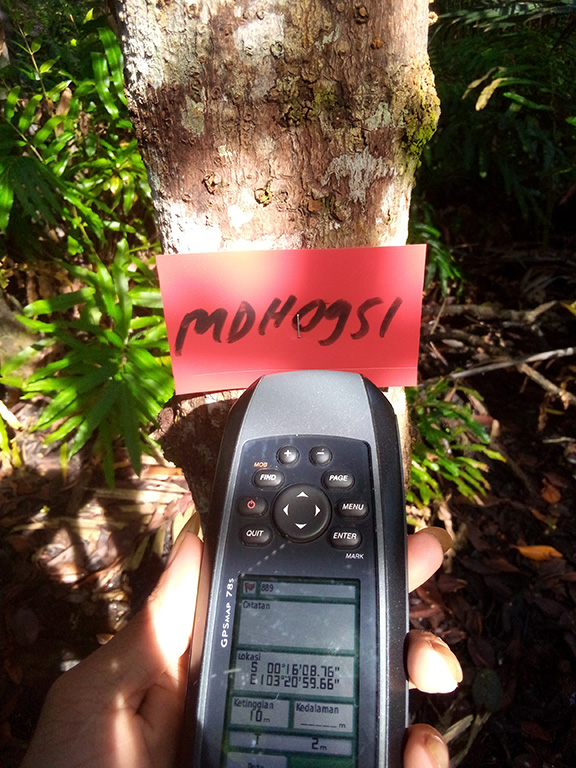 MDH0951
+ -
MOB
FIND PAGE
MENU
QUIT ENTER
MARK
GPSMAP 78S
889
Catatan
Lokasi
S 00°16'08.76"
E103°20'59.66"
Ketinggian Kedalaman
10m _____m
T 2m